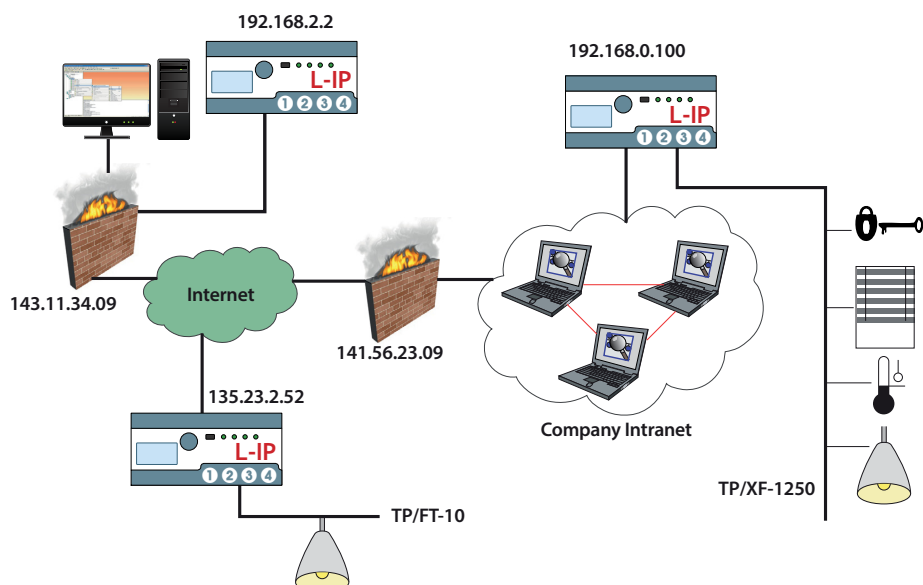 192.168.2.2
L-IP
1 2 3 4
192.168.0.100
L-IP
1 2 3 4
143.11.34.09
Internet
141.56.23.09
Company Intranet
135.23.2.52
L-IP
1 2 3 4
TP/FT-10
TP/XF-1250